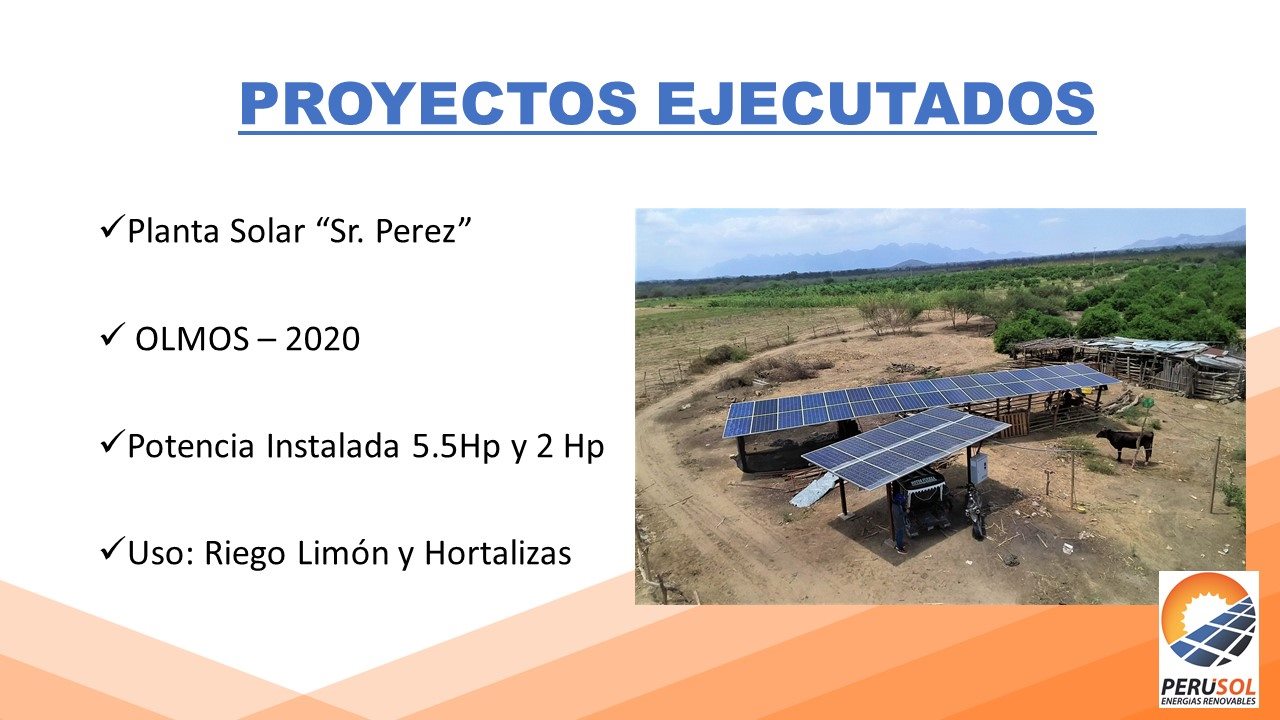 PROYECTOS EJECUTADOS
✓Planta Solar “Sr. Perez”
✓ OLMOS – 2020
✓Potencia Instalada 5.5Hp y 2 Hp
✓Uso: Riego Limón y Hortalizas
PERUSOL
ENERGIAS RENOVABLES